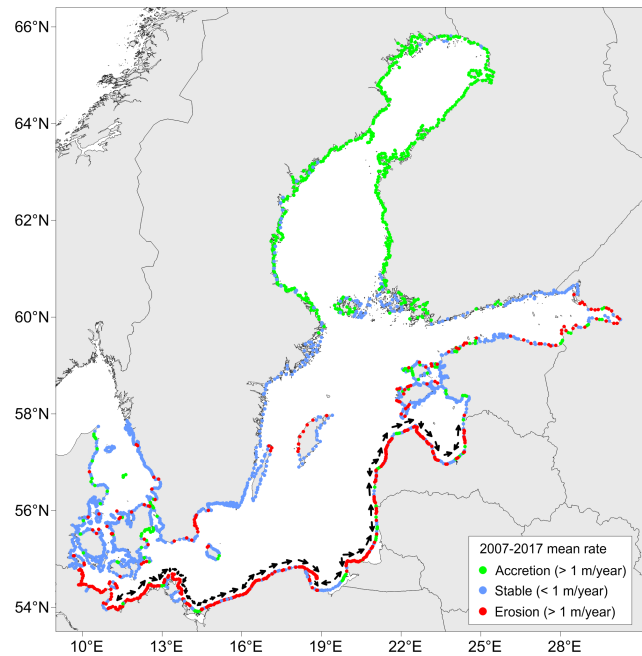 66°N
64°N
62°N
60°N
58°N
56°N
54°N
10°E
13°E
16°E
19°E
22°E
25°E
28°E
2007-2017 mean rate
Accretion (> 1 m/year)
Stable (< 1 m/year)
Erosion (> 1 m/year)